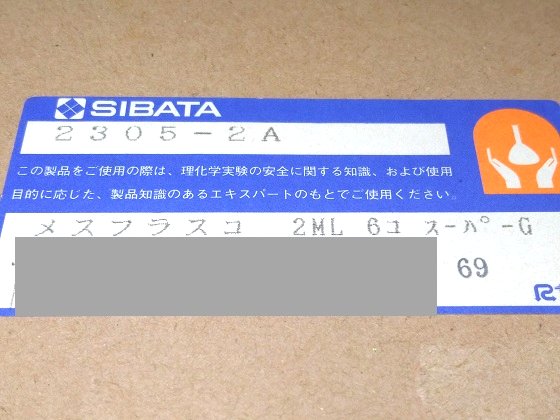 SIBATA
2305-2A
この製品をご使用の際は、理化学実験の安全に関する知識、および使用
目的に応じた、製品知識のあるエキスパートのもとでご使用ください。
メスフラスコ 2ML 6コ スーパ゜-G
69